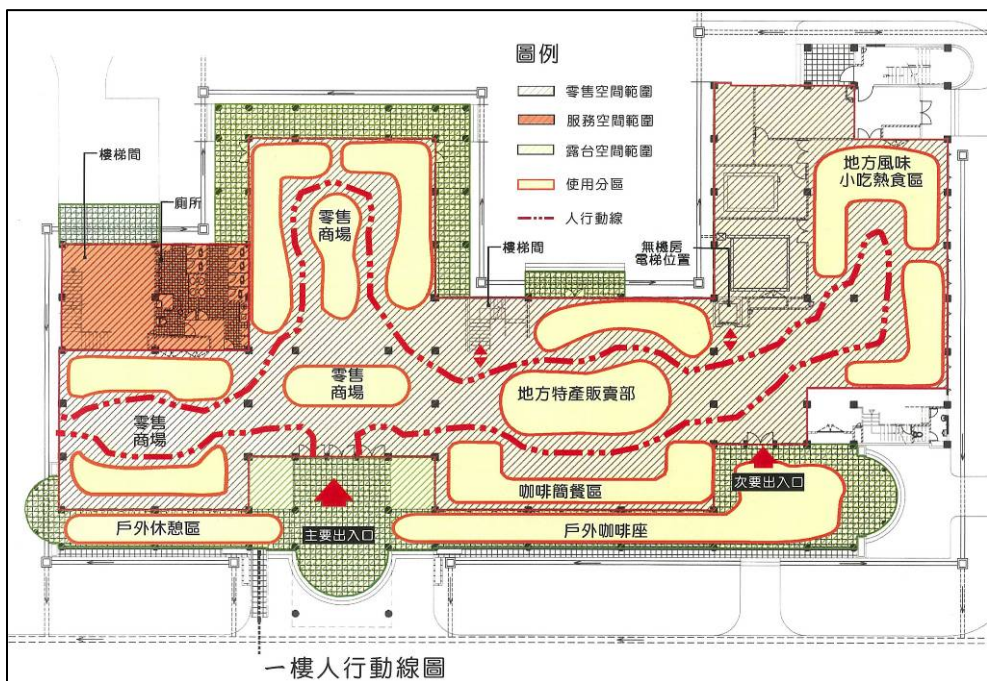 圖例
零售空間範圍
服務空間範圍
露台空間範圍
使用分區
人行動線
樓梯間
廁所
零售
商場
樓梯間
無機房
電梯位置
地方風味
小吃熱食區
零售
商場
地方特產販賣部
零售
商場
咖啡簡餐區
次要出入口
戶外休憩區
主要出入口
戶外咖啡座
一樓人行動線圖